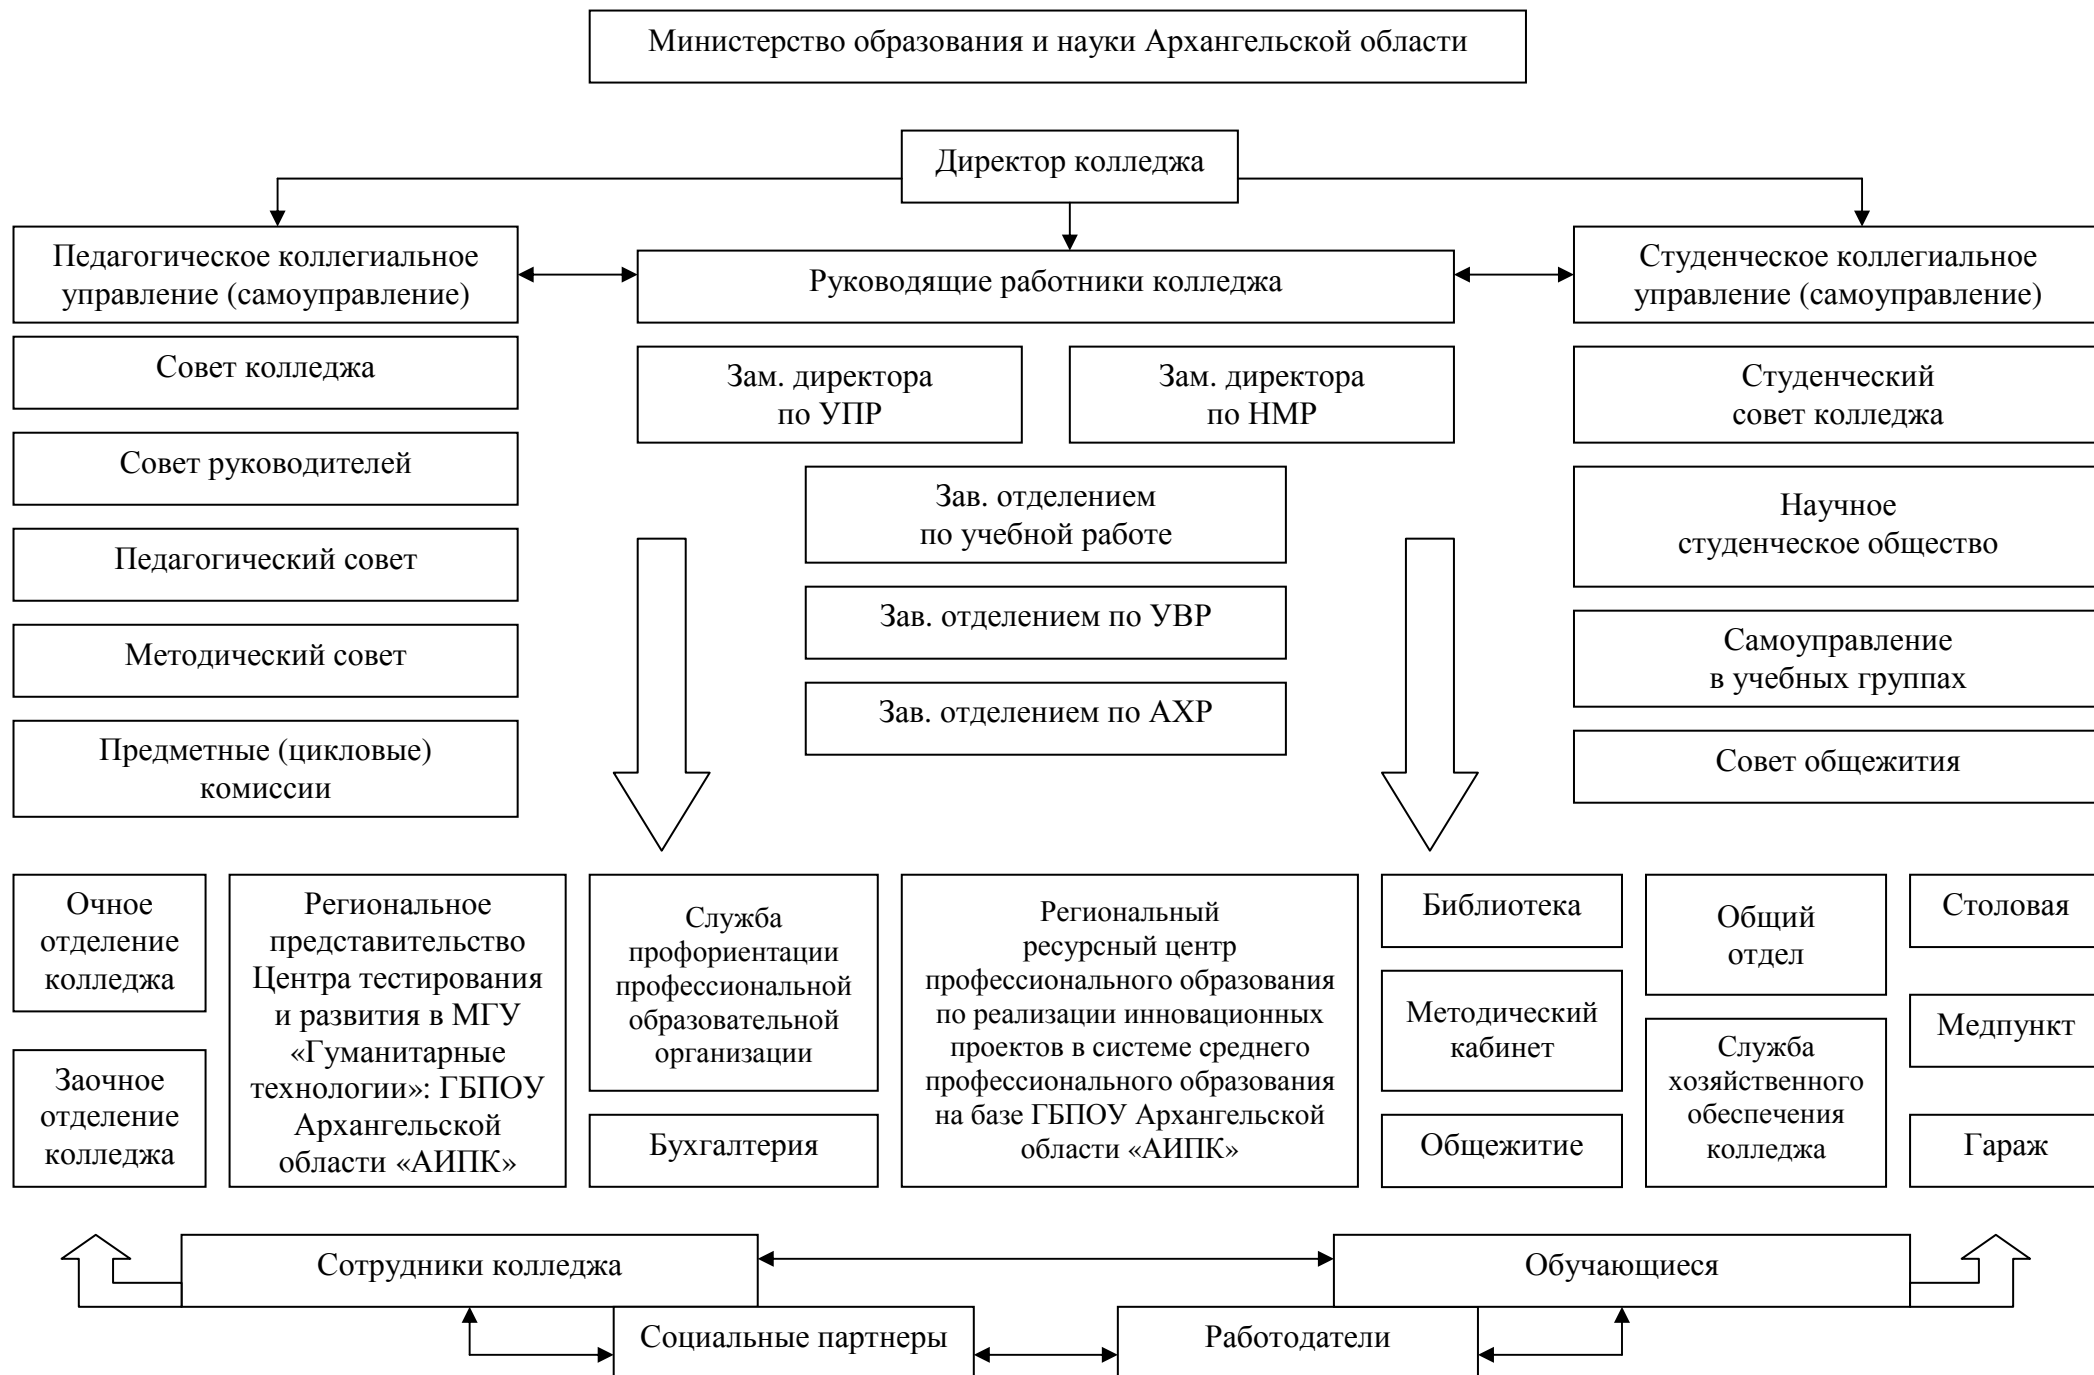 Министерство образования и науки Архангельской области
Директор колледжа
Педагогическое коллегиальное
управление (самоуправление)
Руководящие работники колледжа
Студенческое коллегиальное
управление (самоуправление)
Совет колледжа
Совет руководителей
Педагогический совет
Методический совет
Предметные (цикловые)
комиссии
Зам. директора
по УПР
Зам. директора
по НМР
Зав. отделением
по учебной работе
Зав. отделением по УВР
Зав. отделением по АХР
Студенческий
совет колледжа
Научное
студенческое общество
Самоуправление
в учебных группах
Совет общежития
Очное
отделение
колледжа
Заочное
отделение
колледжа
Региональное
представительство
Центра тестирования
и развития в МГУ
«Гуманитарные
технологии»: ГБПОУ
Архангельской
области «АИПК»
Служба
профориентации
профессиональной
образовательной
организации
Бухгалтерия
Региональный
ресурсный центр
профессионального образования
по реализации инновационных
проектов в системе среднего
профессионального образования
на базе ГБПОУ Архангельской
области «АИПК»
Библиотека
Методический
кабинет
Общежитие
Общий
отдел
Служба
хозяйственного
обеспечения
колледжа
Столовая
Медпункт
Гараж
Сотрудники колледжа
Обучающиеся
Социальные партнеры
Работодатели